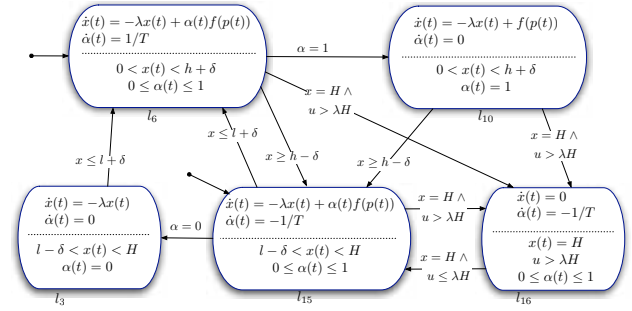 ẋ(t) = −λx(t) + α(t)f(p(t))
α̇(t) = 1/T
0 < x(t) < h + δ
0 ≤ α(t) ≤ 1
l₆
α = 1
ẋ(t) = −λx(t) + f(p(t))
α̇(t) = 0
0 < x(t) < h + δ
α(t) = 1
l₁₀
x = H ∧
u > λH
x = H ∧
u > λH
x ≤ l + δ
x ≤ l + δ
x ≥ h − δ
x ≥ h − δ
ẋ(t) = −λx(t)
α̇(t) = 0
l − δ < x(t) < H
α(t) = 0
l₃
α = 0
ẋ(t) = −λx(t) + α(t)f(p(t))
α̇(t) = −1/T
l − δ < x(t) < H
0 ≤ α(t) ≤ 1
l₁₅
x = H ∧
u > λH
x = H ∧
u ≤ λH
ẋ(t) = 0
α̇(t) = −1/T
x(t) = H
u > λH
0 ≤ α(t) ≤ 1
l₁₆